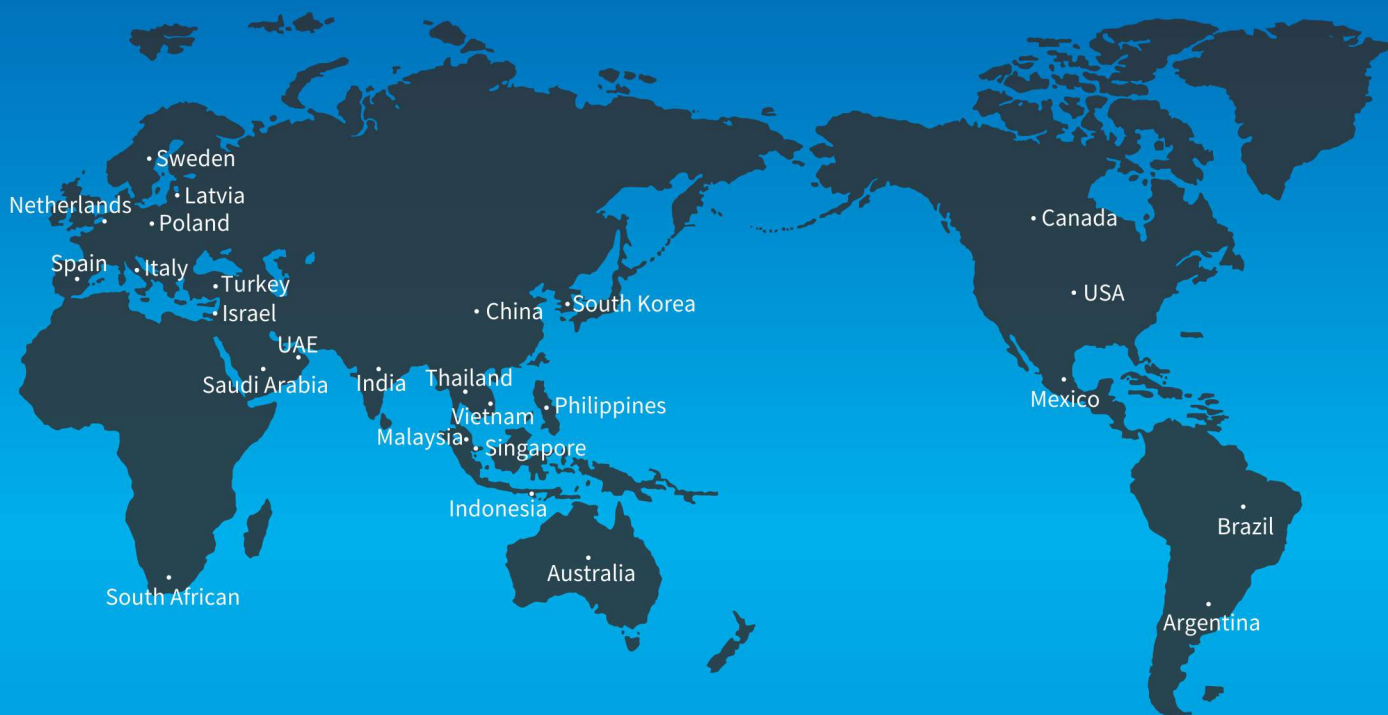 Sweden
Latvia
Netherlands
Poland
Canada
Spain
Italy
Turkey
USA
China
South Korea
Israel
UAE
Saudi Arabia
India
Thailand
Mexico
Vietnam
Philippines
Malaysia
Singapore
Indonesia
Brazil
Australia
South African
Argentina